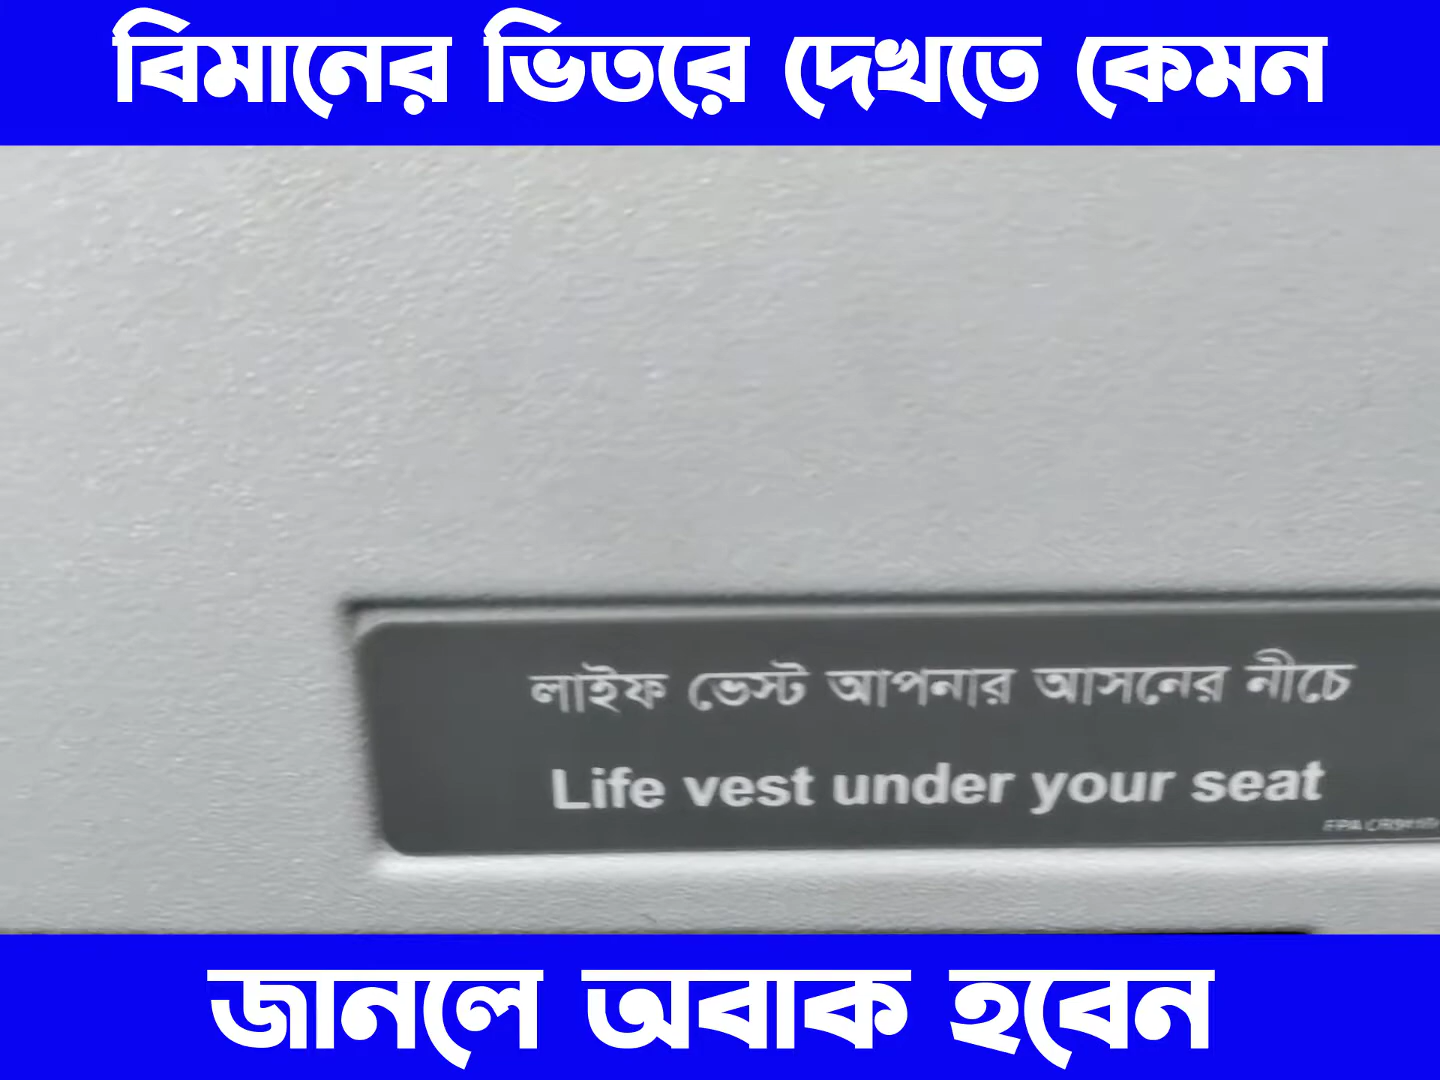 বিমানের ভিতরে দেখতে কেমন
লাইফ ভেস্ট আপনার আসনের নীচে
Life vest under your seat
জানলে অবাক হবেন